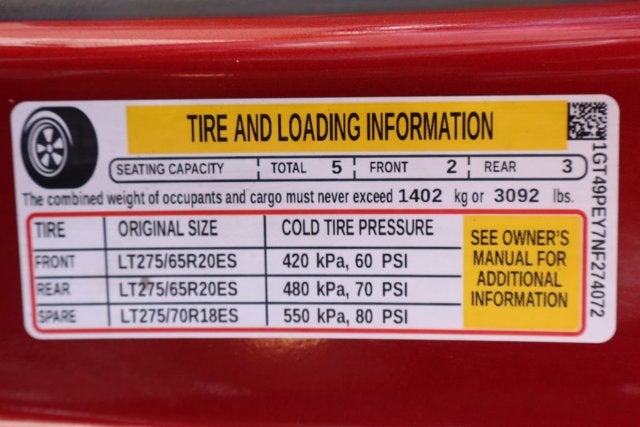 TIRE AND LOADING INFORMATION
SEATING CAPACITY TOTAL 5 FRONT 2 REAR 3
The combined weight of occupants and cargo must never exceed 1402 kg or 3092 lbs.
TIRE ORIGINAL SIZE COLD TIRE PRESSURE
FRONT LT275/65R20ES 420 kPa, 60 PSI
REAR LT275/65R20ES 480 kPa, 70 PSI
SPARE LT275/70R18ES 550 kPa, 80 PSI
SEE OWNER'S
MANUAL FOR
ADDITIONAL
INFORMATION
1GT49PEY7NF274072